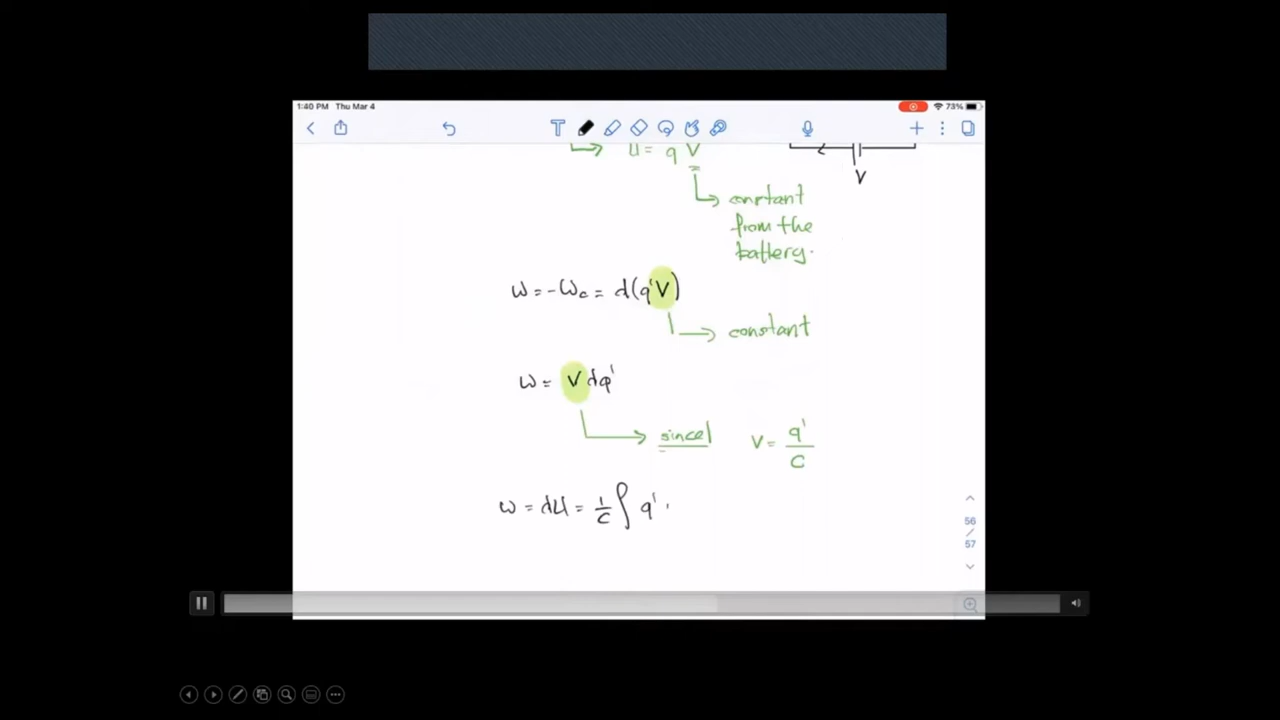 1:40 PM Thu Mar 4
73%
T
U = q V
V
constant
from the
battery.
W = -Wc = d(q'V)
constant
W = V dq'
since V = q'/C
W = dU = 1/C ∫ q'
56
/
57